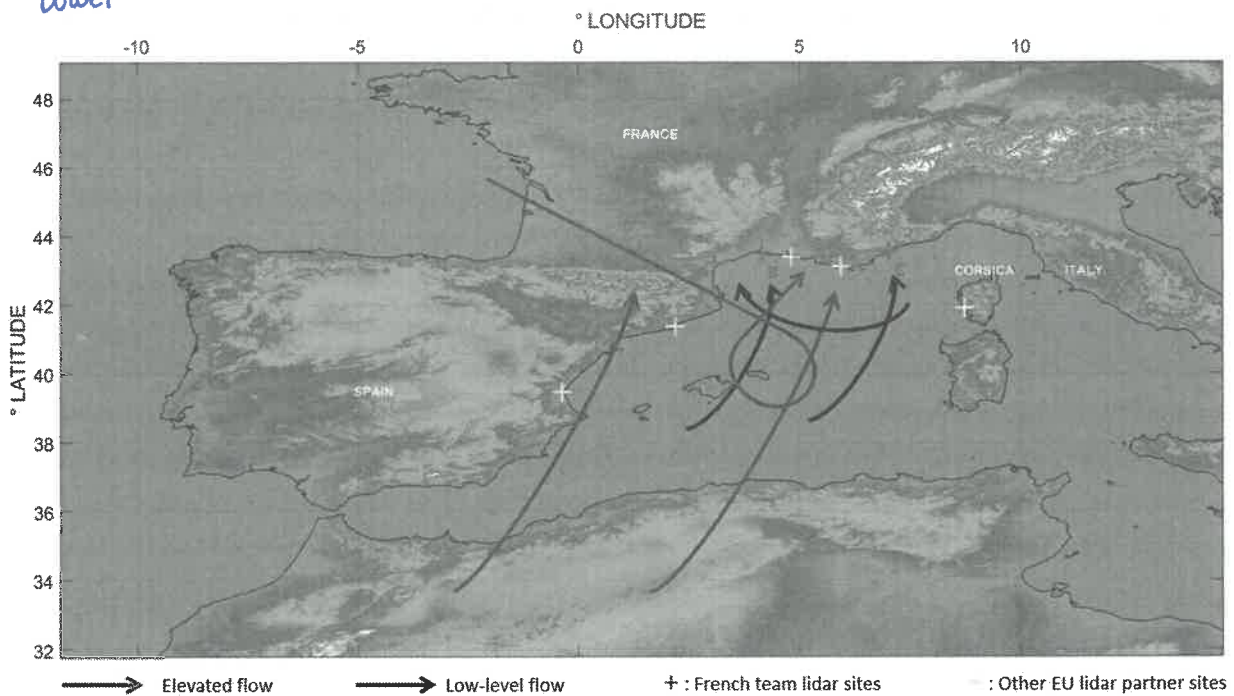 Lower
° LONGITUDE
-10 -5 0 5 10
48
46
44
42
40
38
36
34
32
° LATITUDE
FRANCE
CORSICA ITALY
SPAIN
Elevated flow Low-level flow + : French team lidar sites : Other EU lidar partner sites